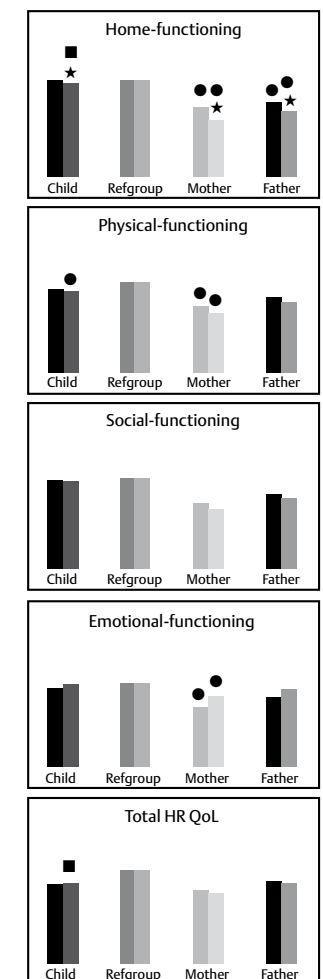 Home-functioning
Child Refgroup Mother Father
Physical-functioning
Child Refgroup Mother Father
Social-functioning
Child Refgroup Mother Father
Emotional-functioning
Child Refgroup Mother Father
Total HR QoL
Child Refgroup Mother Father